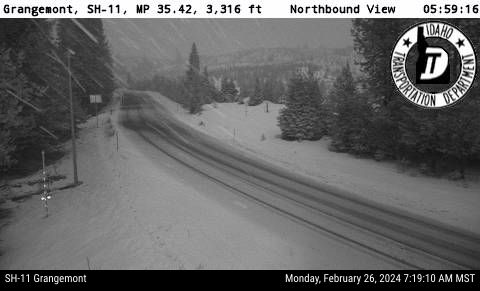 Grangemont, SH-11, MP 35.42, 3,316 ft Northbound View 05:59:16
IDAHO
TRANSPORTATION DEPARTMENT
SH-11 Grangemont Monday, February 26, 2024 7:19:10 AM MST